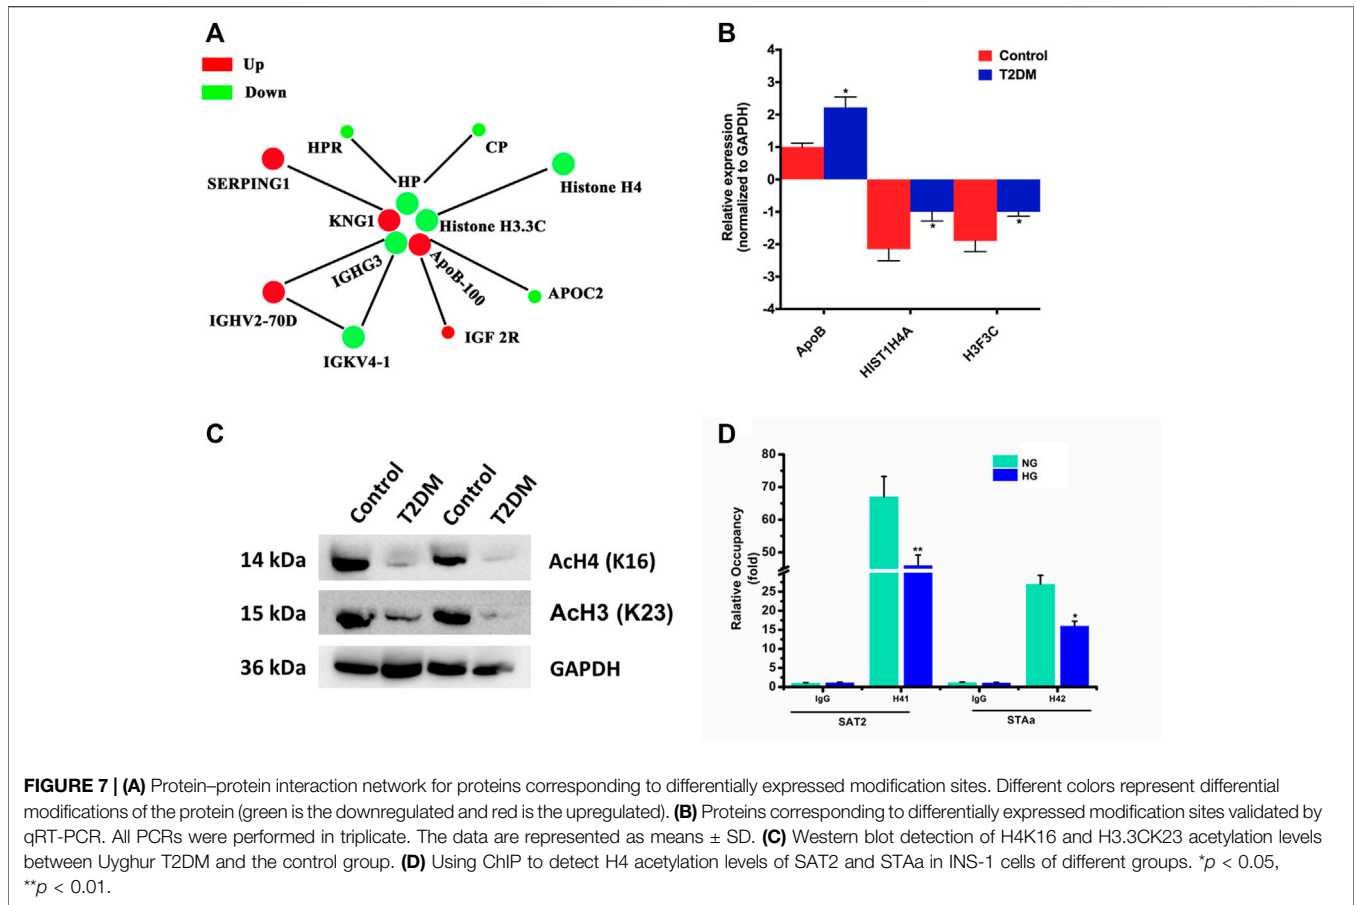 A
Up
Down
HPR
CP
SERPING1
HP
Histone H4
KNG1
Histone H3.3C
IGHG3
ApoB-100
APOC2
IGHV2-70D
IGF 2R
IGKV4-1
B
Control
T2DM
Relative expression
(normalized to GAPDH)
4
3
2
1
0
-1
-2
-3
-4
*
*
*
ApoB
HIST1H4A
H3F3C
C
Control
T2DM
Control
T2DM
14 kDa
AcH4 (K16)
15 kDa
AcH3 (K23)
36 kDa
GAPDH
D
NG
HG
Ralative Occupancy
(fold)
80
70
60
50
25
20
15
10
5
0
**
*
IgG
H41
IgG
H42
SAT2
STAa
FIGURE 7 | (A) Protein–protein interaction network for proteins corresponding to differentially expressed modification sites. Different colors represent differential
modifications of the protein (green is the downregulated and red is the upregulated). (B) Proteins corresponding to differentially expressed modification sites validated by
qRT-PCR. All PCRs were performed in triplicate. The data are represented as means ± SD. (C) Western blot detection of H4K16 and H3.3CK23 acetylation levels
between Uyghur T2DM and the control group. (D) Using ChIP to detect H4 acetylation levels of SAT2 and STAa in INS-1 cells of different groups. *p < 0.05,
**p < 0.01.